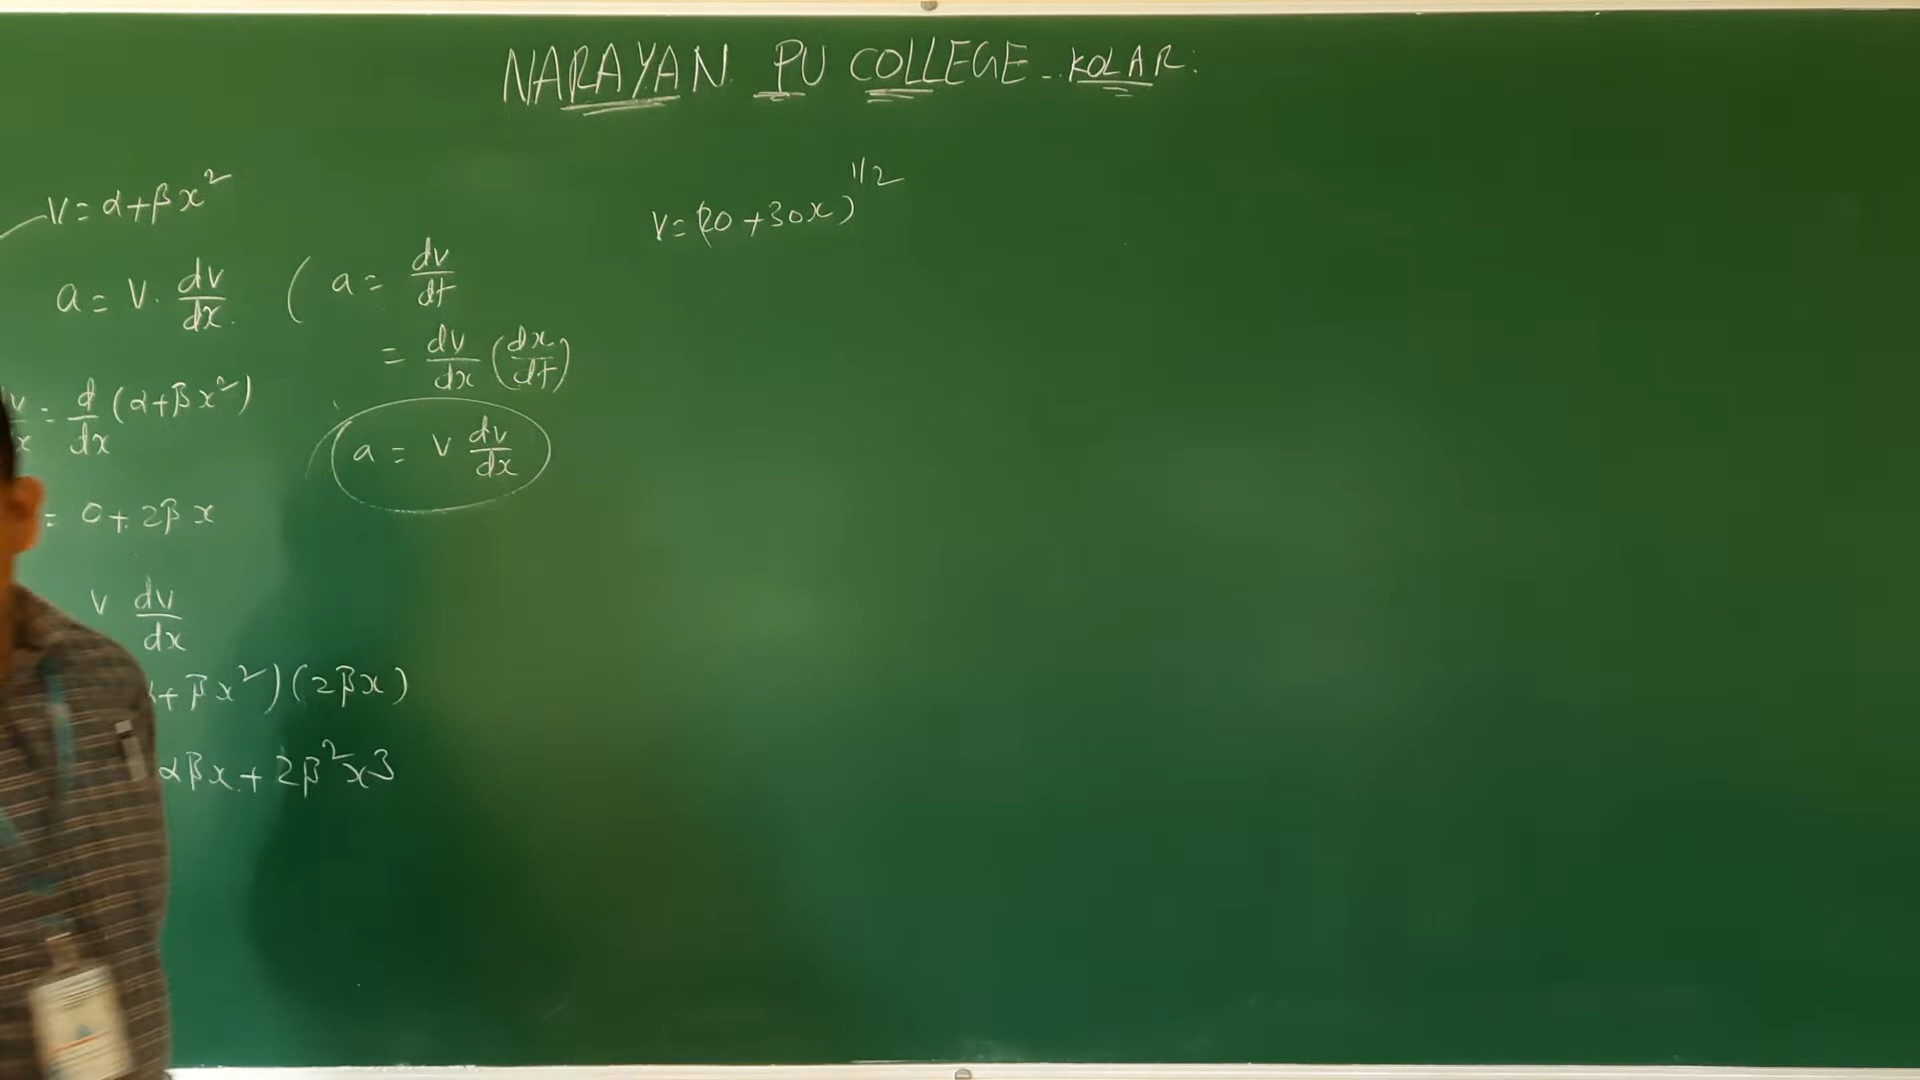 NARAYAN PU COLLEGE - KOLAR:
V = α+βx²
a = V. dv/dx
= d/dx (α+βx²)
= 0 + 2βx
V dv/dx
+ βx²) (2βx)
αβx + 2β²x3
( a = dv/dt
= dv/dx (dx/dt)
a = v dv/dx
V = (20 + 30x)^1/2